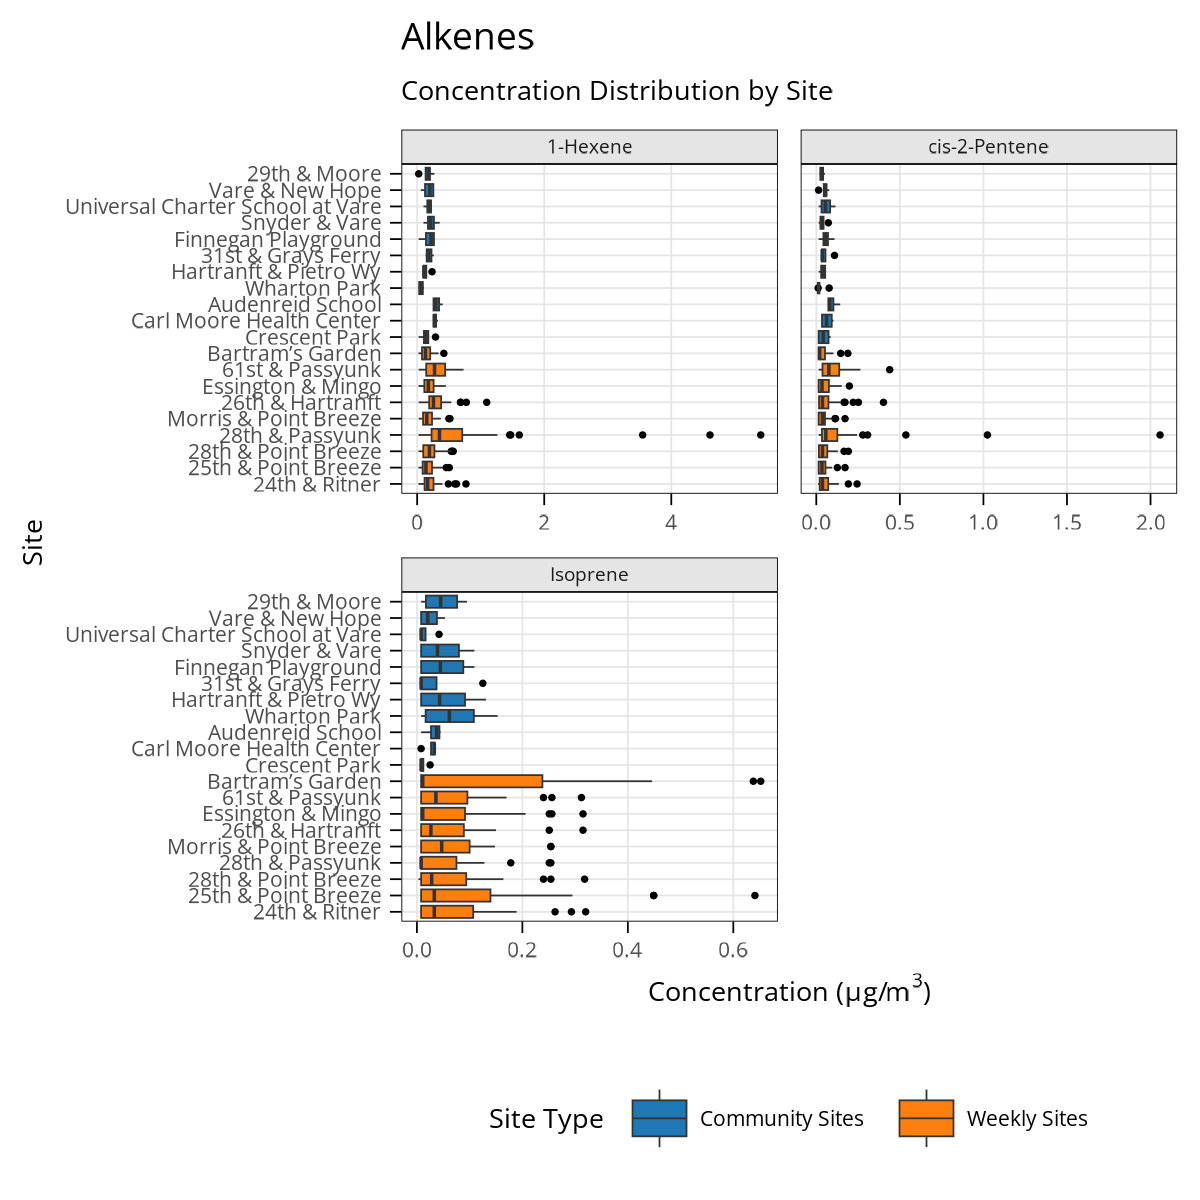 Alkenes
Concentration Distribution by Site
1-Hexene
cis-2-Pentene
29th & Moore
Vare & New Hope
Universal Charter School at Vare
Snyder & Vare
Finnegan Playground
31st & Grays Ferry
Hartranft & Pietro Wy
Wharton Park
Audenreid School
Carl Moore Health Center
Crescent Park
Bartram’s Garden
61st & Passyunk
Essington & Mingo
26th & Hartranft
Morris & Point Breeze
28th & Passyunk
28th & Point Breeze
25th & Point Breeze
24th & Ritner
0 2 4
0.0 0.5 1.0 1.5 2.0
Site
Isoprene
29th & Moore
Vare & New Hope
Universal Charter School at Vare
Snyder & Vare
Finnegan Playground
31st & Grays Ferry
Hartranft & Pietro Wy
Wharton Park
Audenreid School
Carl Moore Health Center
Crescent Park
Bartram’s Garden
61st & Passyunk
Essington & Mingo
26th & Hartranft
Morris & Point Breeze
28th & Passyunk
28th & Point Breeze
25th & Point Breeze
24th & Ritner
0.0 0.2 0.4 0.6
Concentration (µg/m³)
Site Type Community Sites Weekly Sites